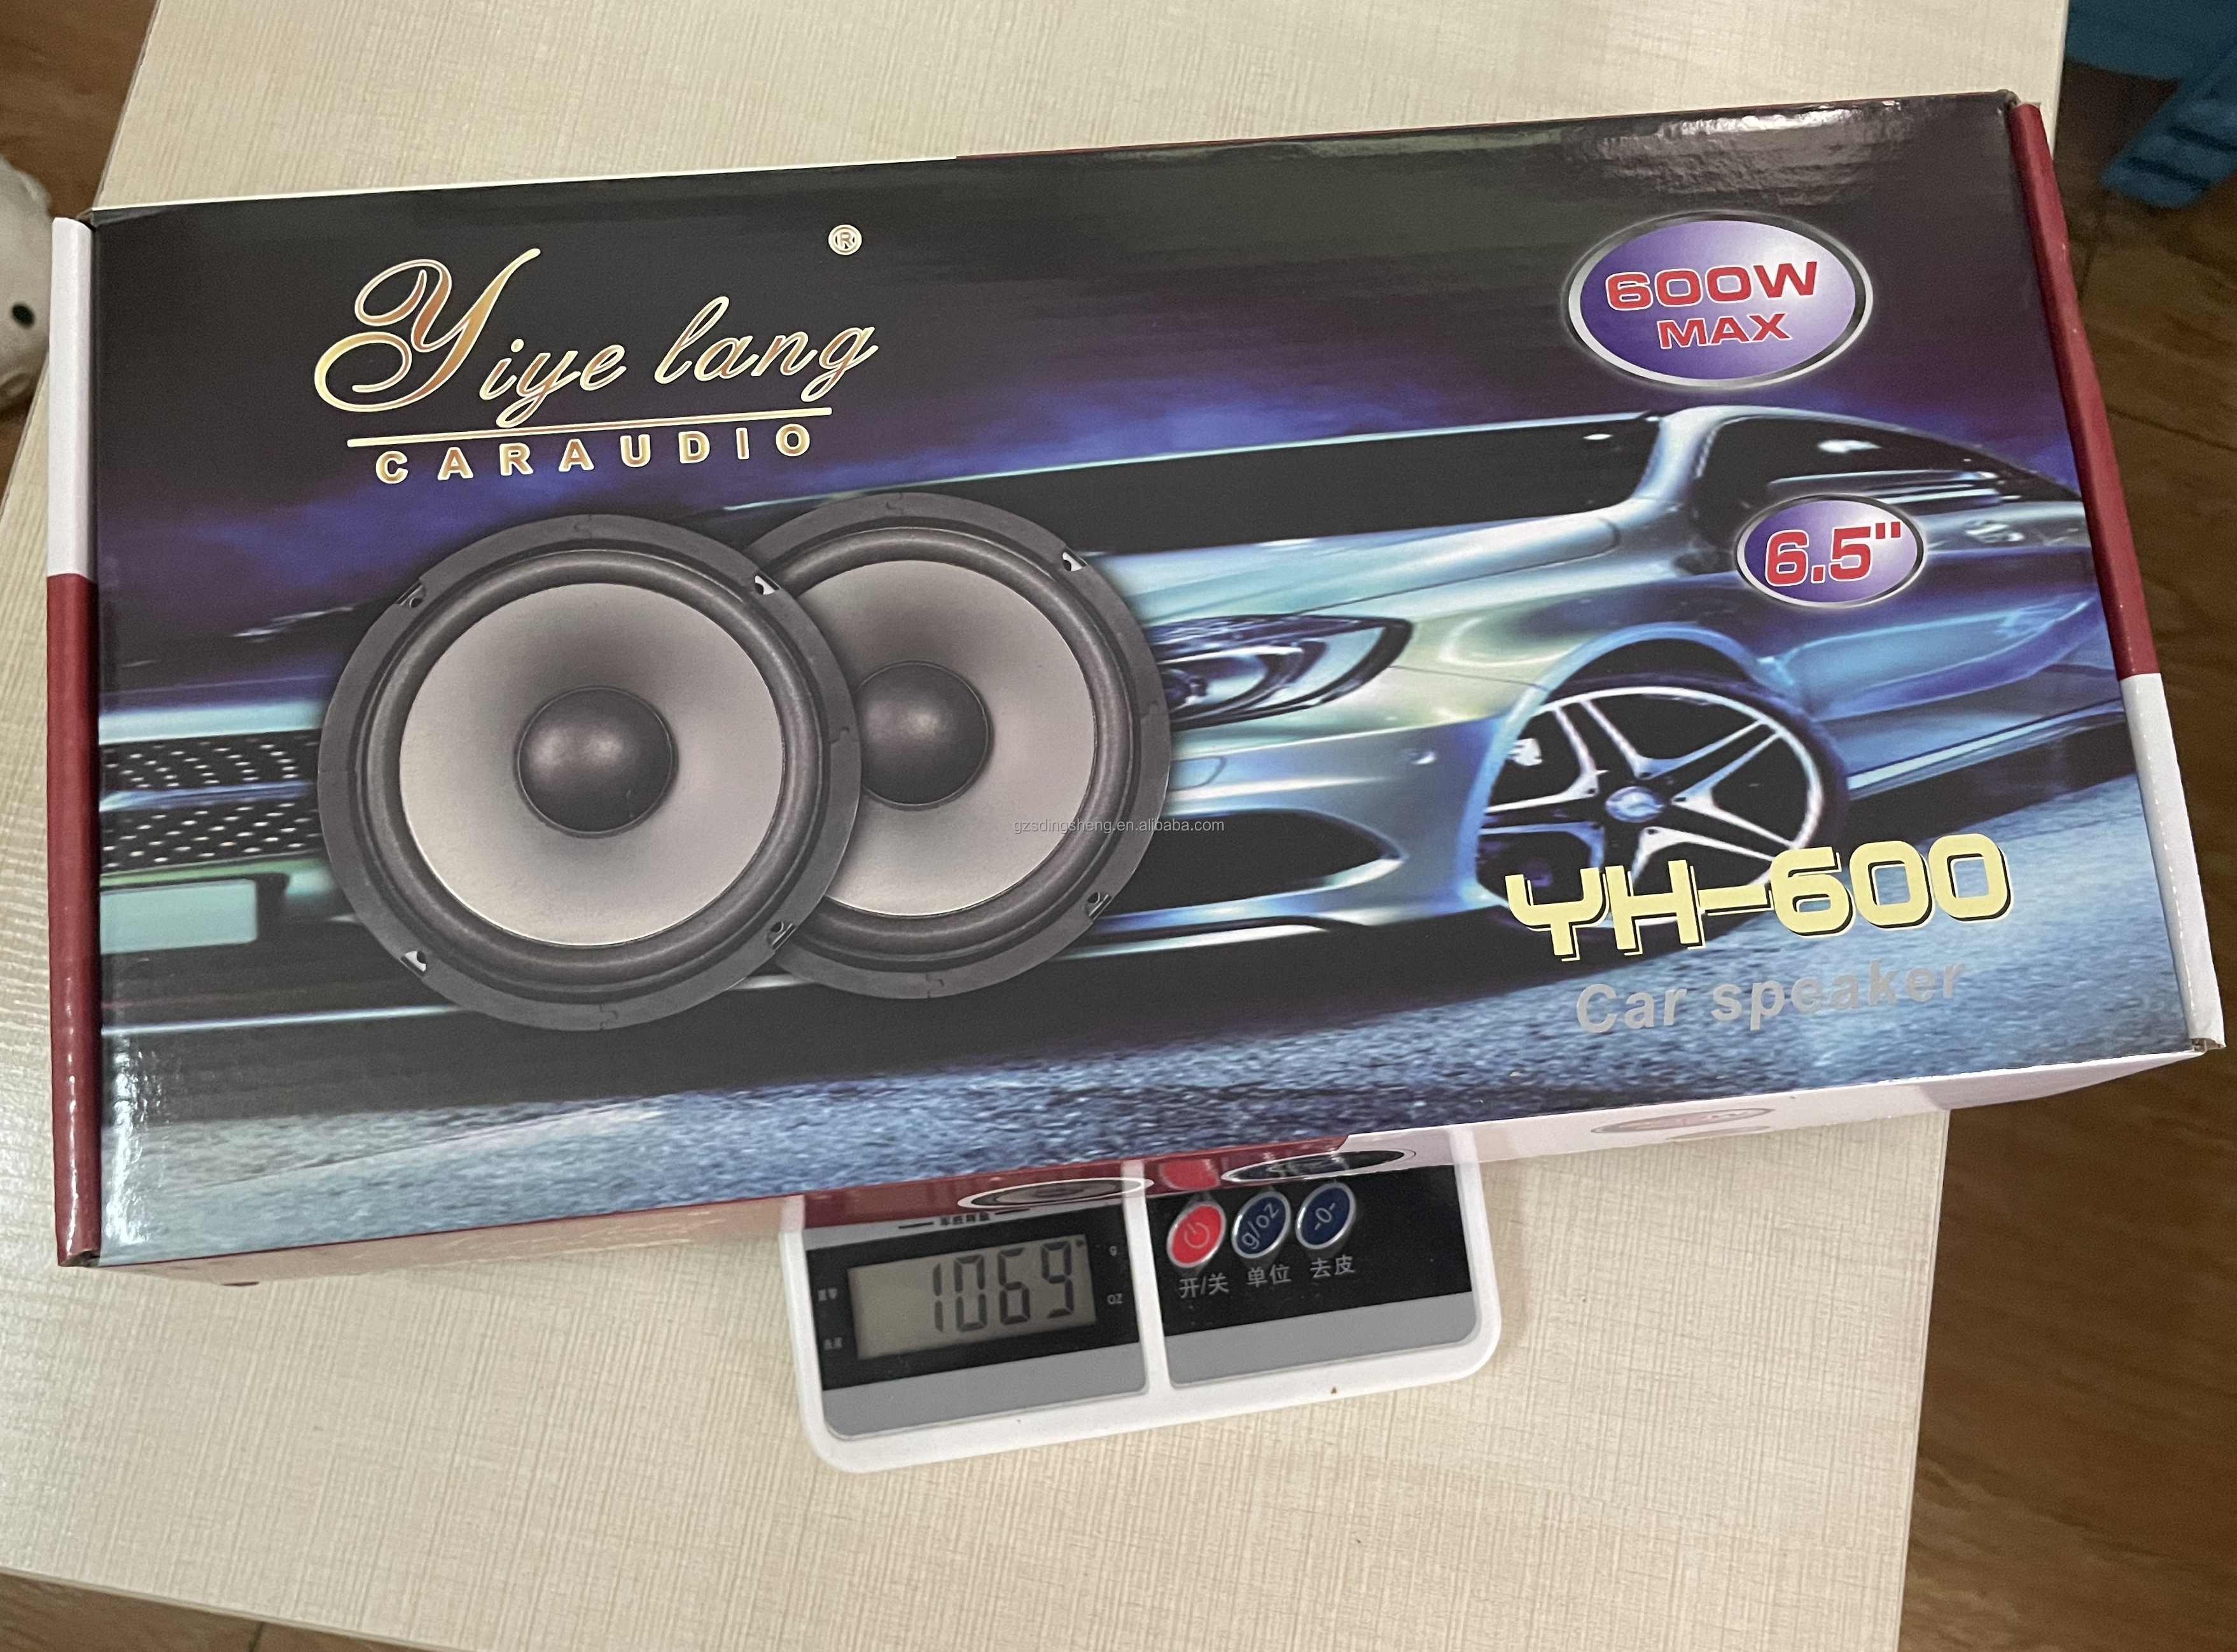 Yiye lang ®
CARAUDIO
600W
MAX
6.5"
gzsdingsheng.en.alibaba.com
YH-600
Car speaker
1069
g
oz
g/oz
-0-
开/关 单位 去皮